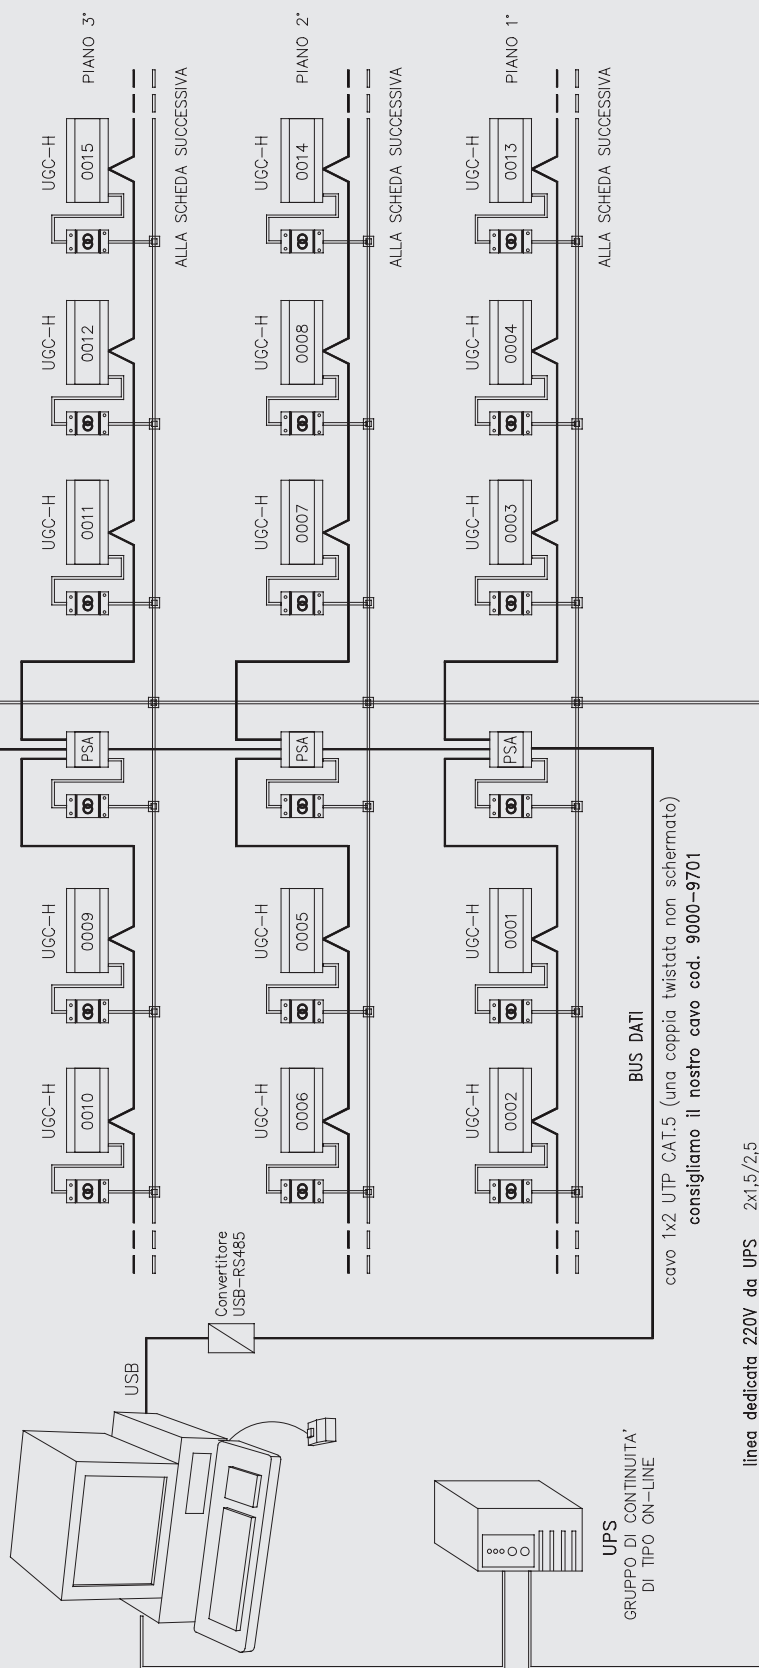 UGC-H UGC-H UGC-H UGC-H UGC-H
0010 0009 PSA 0011 0012 0015 PIANO 3°
USB
ALLA SCHEDA SUCCESSIVA
Convertitore
USB-RS485
UGC-H UGC-H UGC-H UGC-H UGC-H
0006 0005 PSA 0007 0008 0014 PIANO 2°
ALLA SCHEDA SUCCESSIVA
UGC-H UGC-H UGC-H UGC-H UGC-H
0002 0001 PSA 0003 0004 0013 PIANO 1°
ALLA SCHEDA SUCCESSIVA
UPS
GRUPPO DI CONTINUITA'
DI TIPO ON-LINE
BUS DATI
cavo 1x2 UTP CAT.5 (una coppia twistata non schermato)
consigliamo il nostro cavo cod. 9000-9701
linea dedicata 220V da UPS 2x1,5/2,5